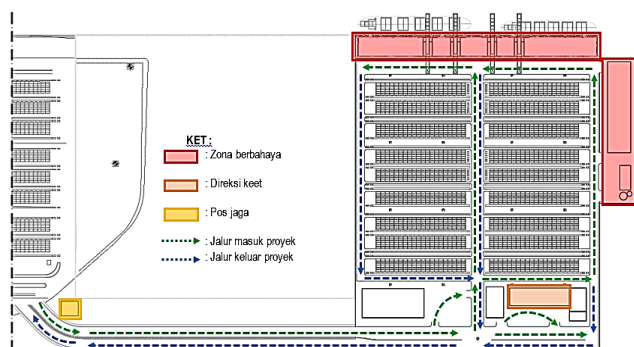 KET :
: Zona berbahaya
: Direksi keet
: Pos jaga
: Jalur masuk proyek
: Jalur keluar proyek